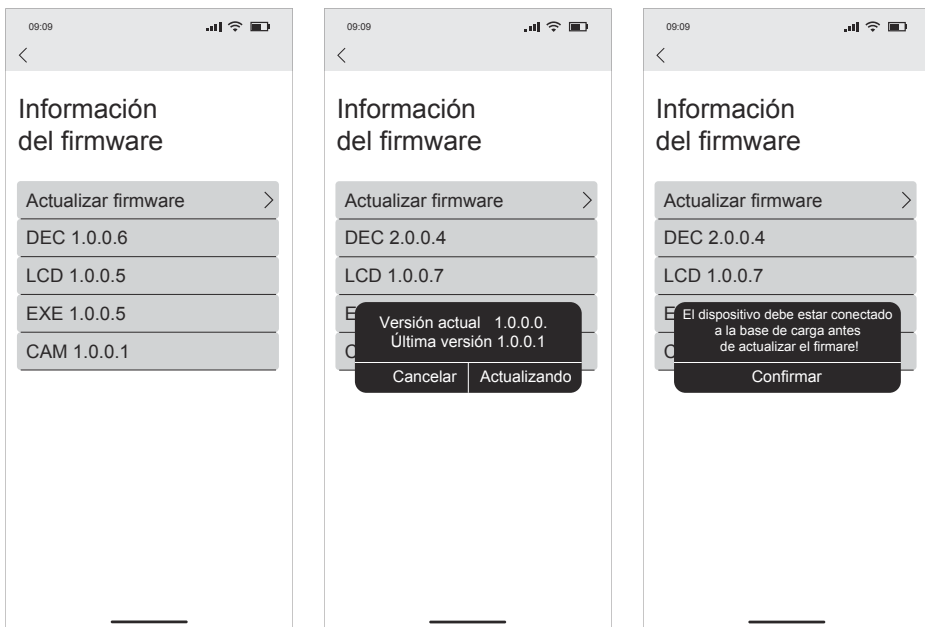 09:09
Información
del firmware
Actualizar firmware
DEC 1.0.0.6
LCD 1.0.0.5
EXE 1.0.0.5
CAM 1.0.0.1
09:09
Información
del firmware
Actualizar firmware
DEC 2.0.0.4
LCD 1.0.0.7
E
C
Versión actual 1.0.0.0.
Última versión 1.0.0.1
Cancelar Actualizando
09:09
Información
del firmware
Actualizar firmware
DEC 2.0.0.4
LCD 1.0.0.7
E
C
El dispositivo debe estar conectado
a la base de carga antes
de actualizar el firmare!
Confirmar